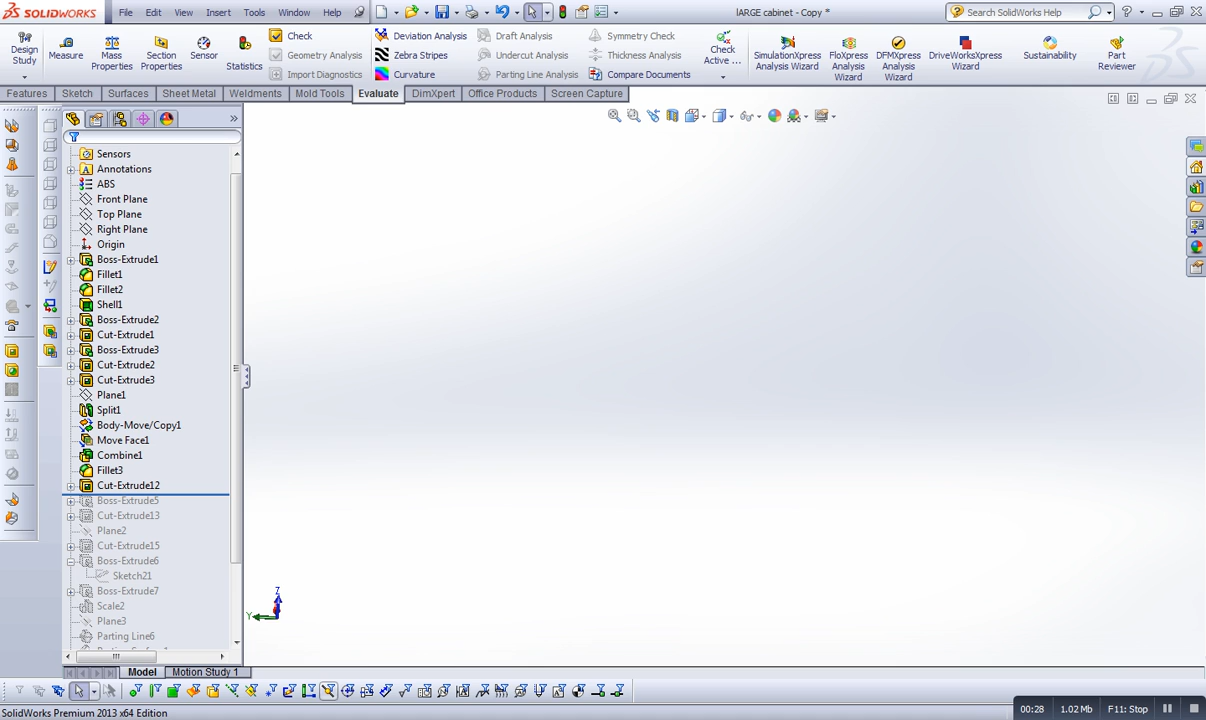 SOLIDWORKS File Edit View Insert Tools Window Help lARGE cabinet - Copy * Search SolidWorks Help
Design Study
Measure
Mass Properties
Section Properties
Sensor
Statistics
Check
Geometry Analysis
Import Diagnostics
Deviation Analysis
Zebra Stripes
Curvature
Draft Analysis
Undercut Analysis
Parting Line Analysis
Symmetry Check
Thickness Analysis
Compare Documents
Check Active ...
SimulationXpress Analysis Wizard
FloXpress Analysis Wizard
DFMXpress Analysis Wizard
DriveWorksXpress Wizard
Sustainability
Part Reviewer
Features Sketch Surfaces Sheet Metal Weldments Mold Tools Evaluate DimXpert Office Products Screen Capture
Sensors
Annotations
ABS
Front Plane
Top Plane
Right Plane
Origin
Boss-Extrude1
Fillet1
Fillet2
Shell1
Boss-Extrude2
Cut-Extrude1
Boss-Extrude3
Cut-Extrude2
Cut-Extrude3
Plane1
Split1
Body-Move/Copy1
Move Face1
Combine1
Fillet3
Cut-Extrude12
Boss-Extrude5
Cut-Extrude13
Plane2
Cut-Extrude15
Boss-Extrude6
Sketch21
Boss-Extrude7
Scale2
Plane3
Parting Line6
Z
Y
Model Motion Study 1
SolidWorks Premium 2013 x64 Edition
00:28 1.02 Mb F11: Stop